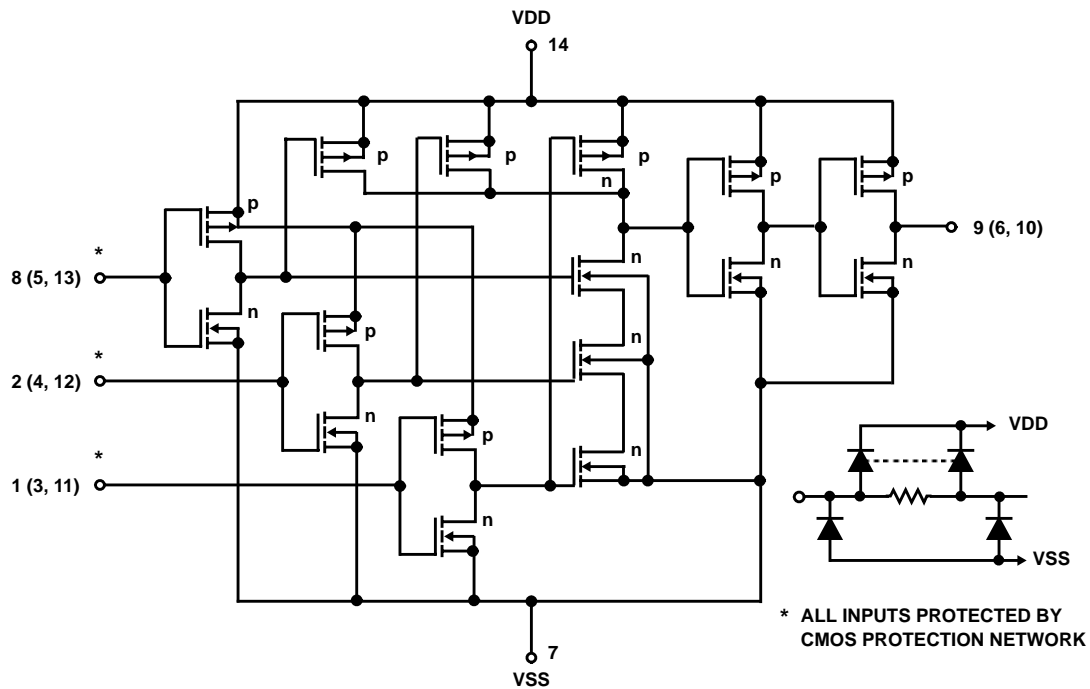 VDD
14
p
p
p
n
p
p
p
9 (6, 10)
*
8 (5, 13)
n
n
n
n
p
n
*
2 (4, 12)
n
p
n
*
1 (3, 11)
n
VDD
VSS
* ALL INPUTS PROTECTED BY
CMOS PROTECTION NETWORK
7
VSS